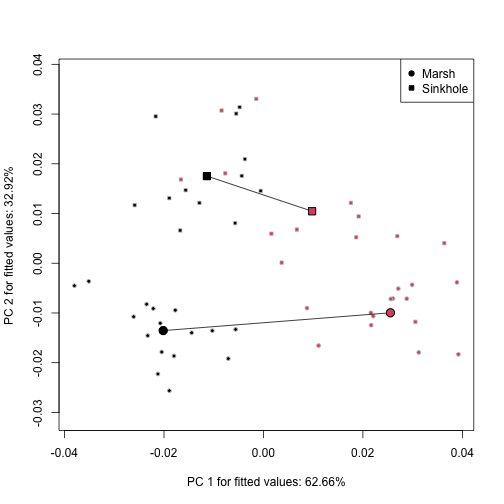 Marsh
Sinkhole
0.04
0.03
0.02
0.01
0.00
-0.01
-0.02
-0.03
PC 2 for fitted values: 32.92%
-0.04 -0.02 0.00 0.02 0.04
PC 1 for fitted values: 62.66%